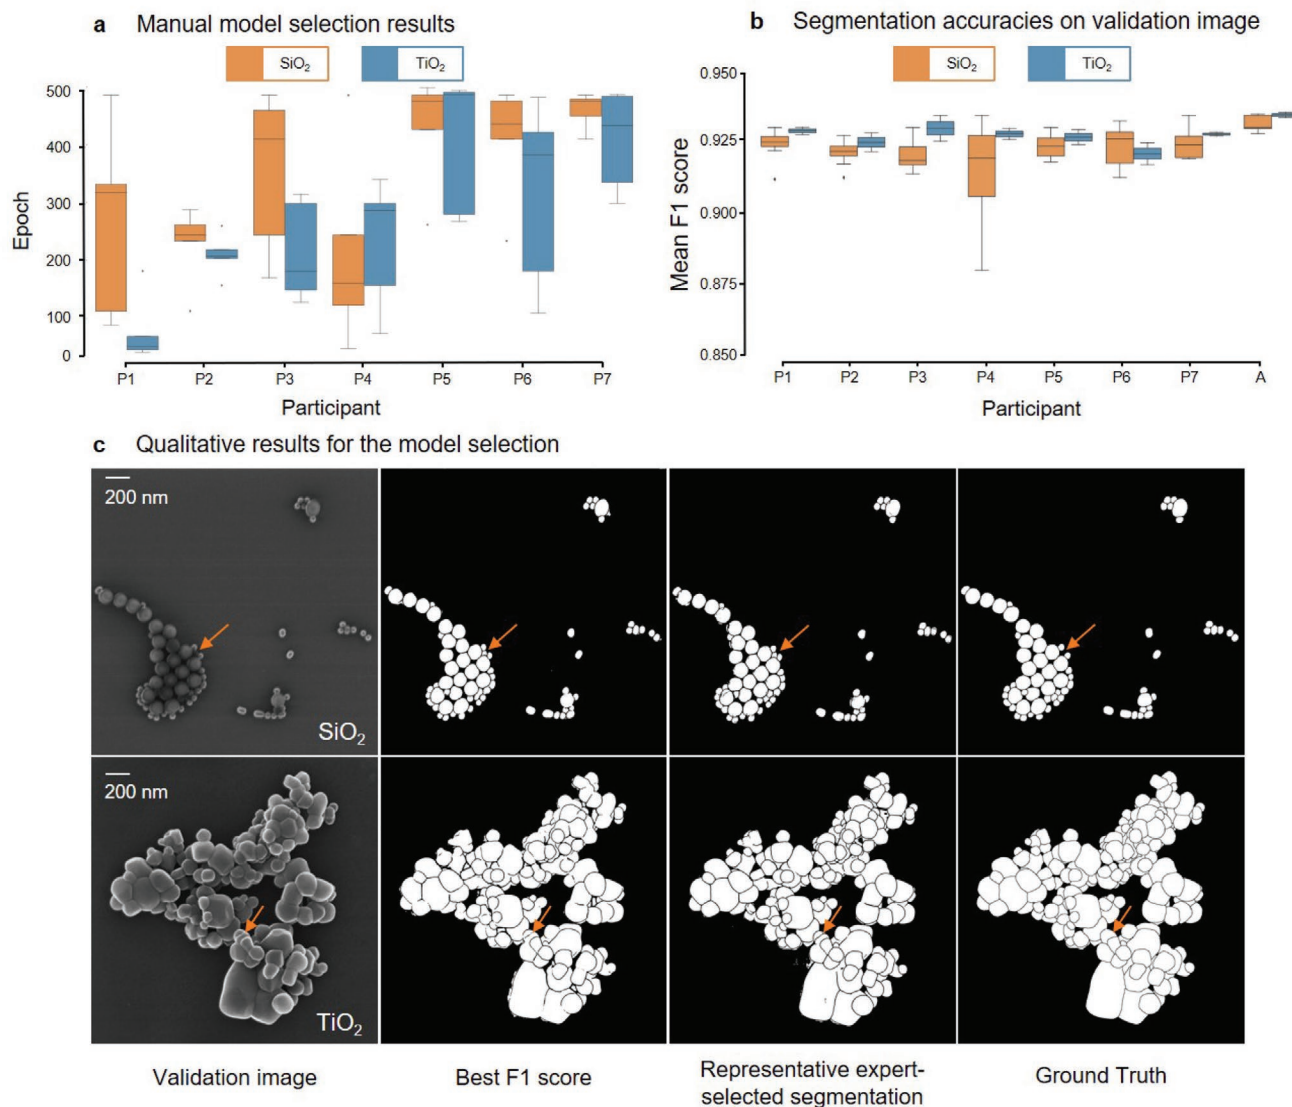 a Manual model selection results
SiO₂ TiO₂
500
400
300
200
100
0
Epoch
P1 P2 P3 P4 P5 P6 P7
Participant
b Segmentation accuracies on validation image
SiO₂ TiO₂
0.950
0.925
0.900
0.875
0.850
Mean F1 score
P1 P2 P3 P4 P5 P6 P7 A
Participant
c Qualitative results for the model selection
200 nm
SiO₂
200 nm
TiO₂
Validation image
Best F1 score
Representative expert-
selected segmentation
Ground Truth